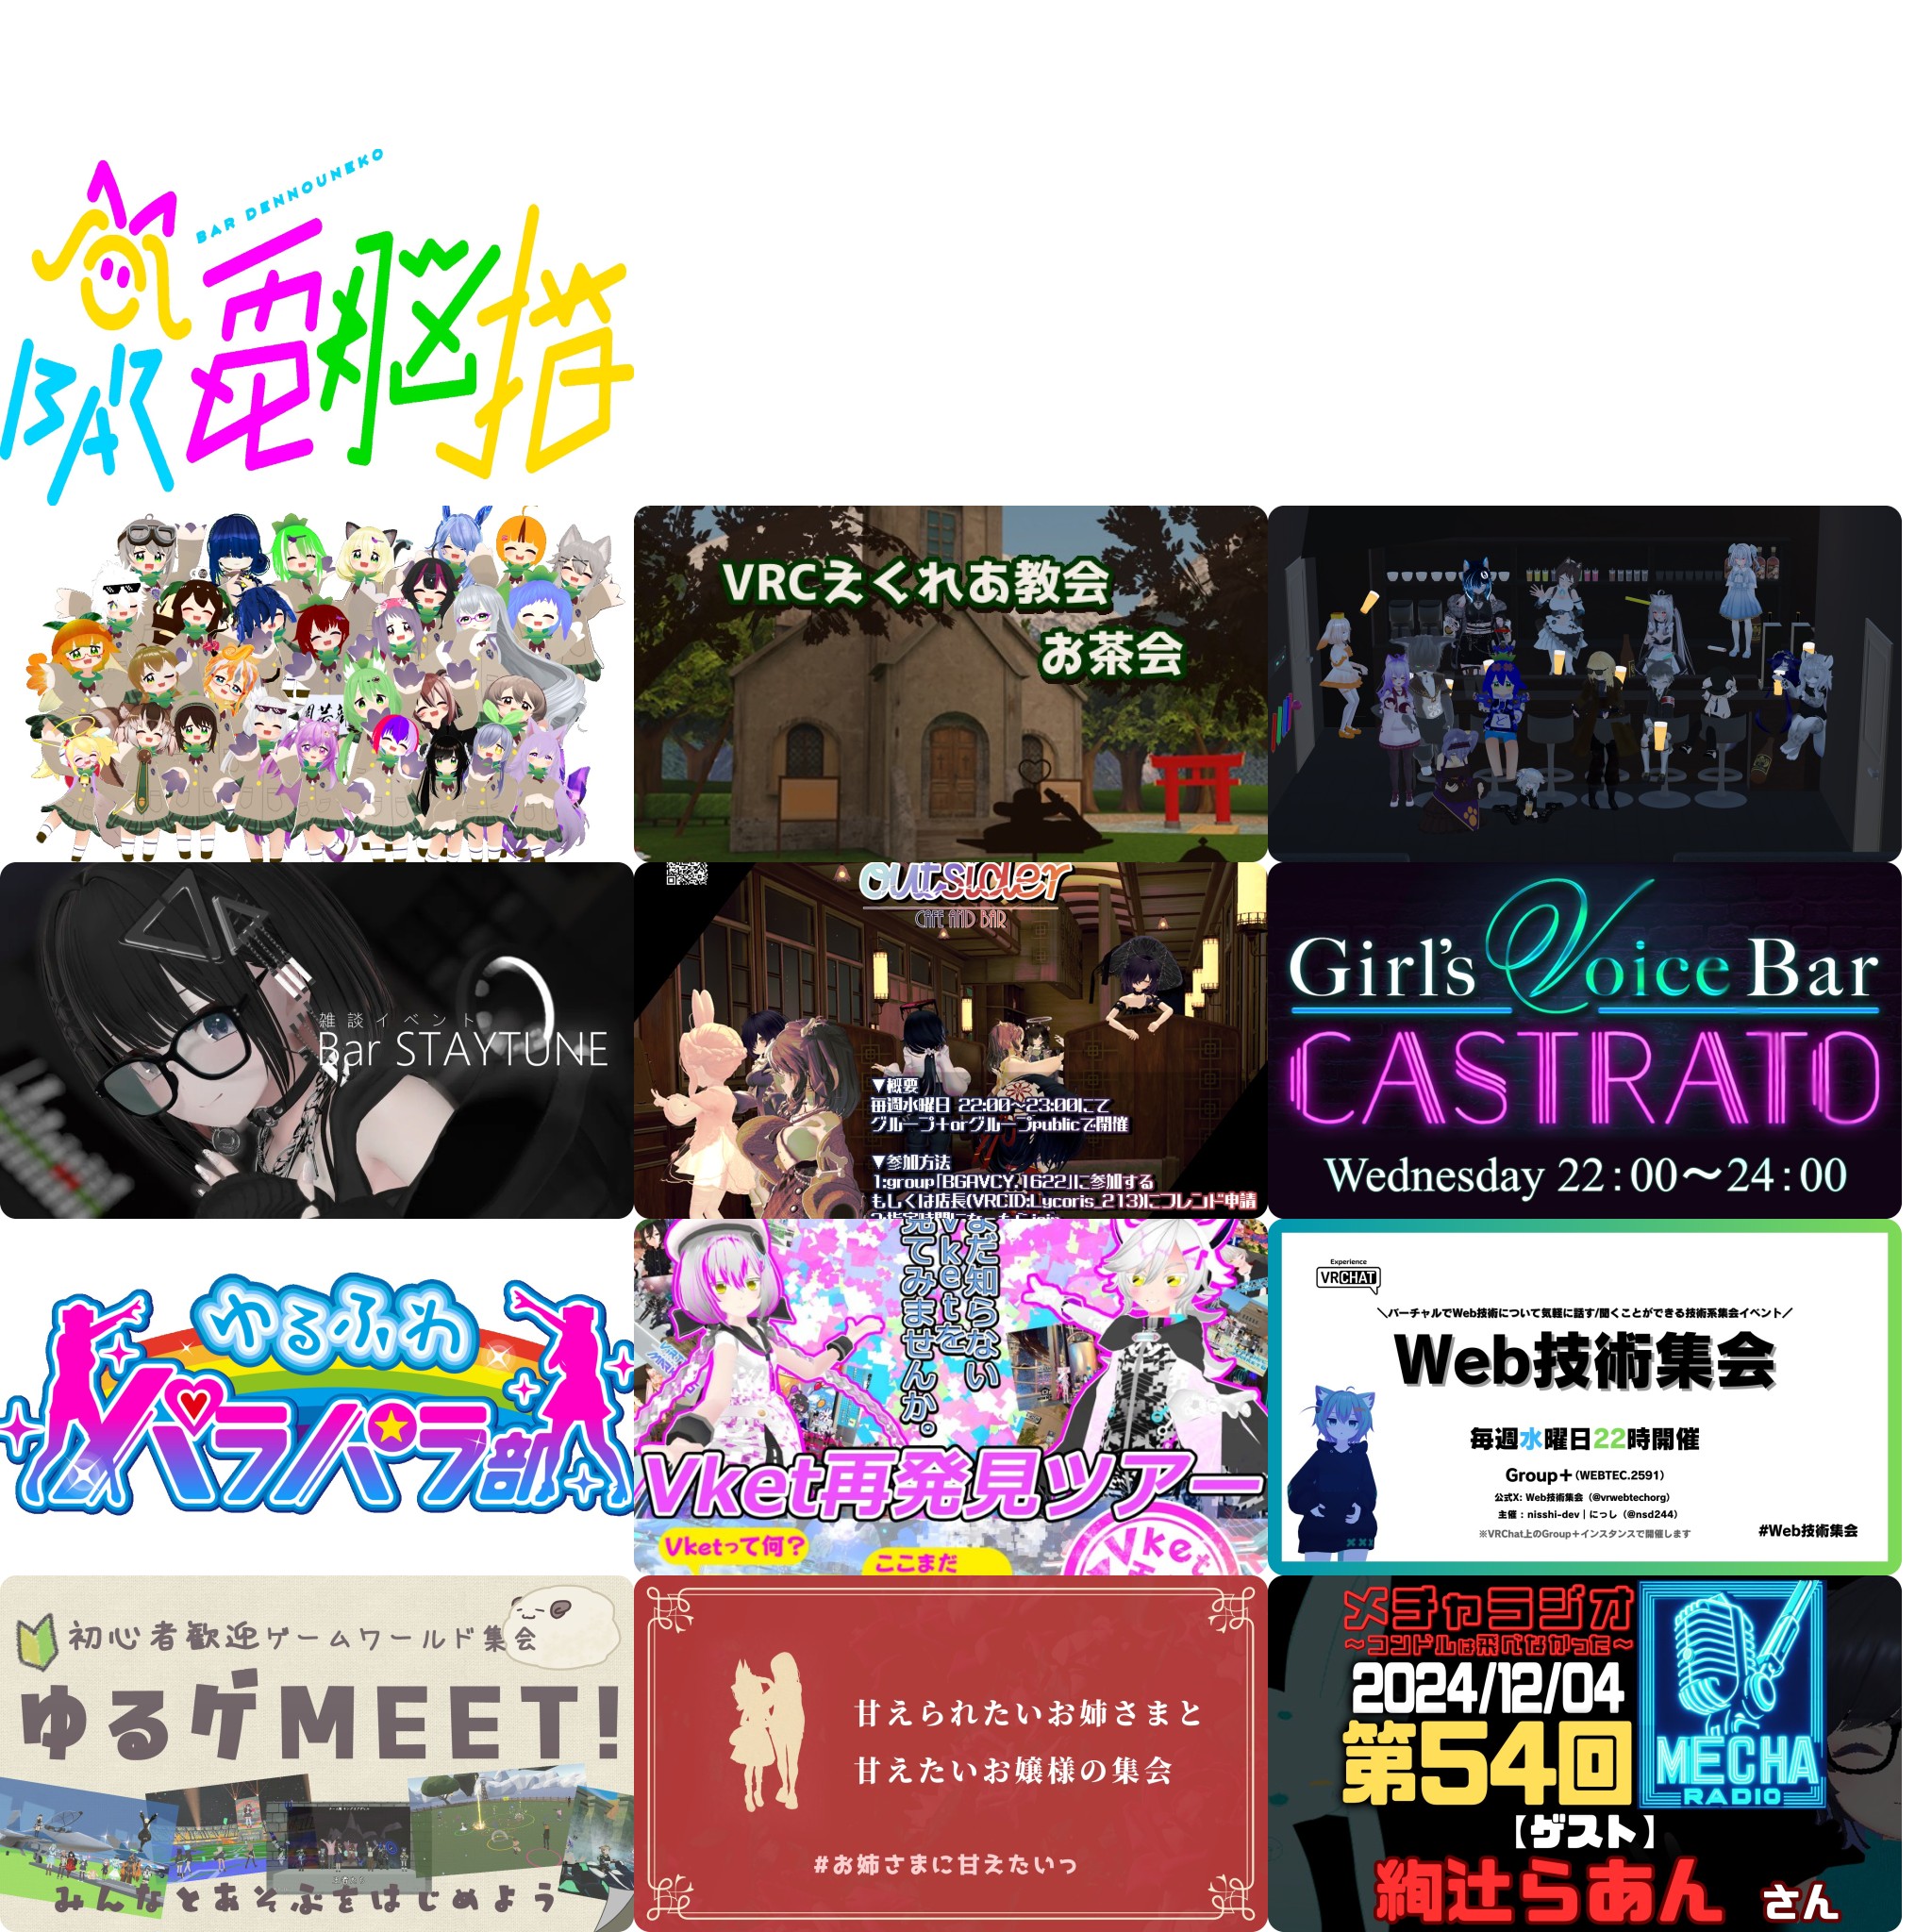 BAR DENNOUNEKO
BAR 電脳猫
VRCえくれあ教会
お茶会
雑談イベント
Bar STAYTUNE
outsider
CAFE AND BAR
▼概要
毎週水曜日 22:00~23:00にて
グループ+orグループpublicで開催
▼参加方法
1:group「BGAVCY.1622」に参加する
もしくは店長(VRCID:Lycoris_213)にフレンド申請
Girl's Voice Bar
CASTRATO
Wednesday 22:00~24:00
ゆるふわ
パラパラ部
まだ知らない
Vketを
見てみませんか。
Vket再発見ツアー
Vketって何?
ここまだ
Vket
Experience
VRCHAT
\バーチャルでWeb技術について気軽に話す/聞くことができる技術系集会イベント/
Web技術集会
毎週水曜日22時開催
Group+(WEBTEC.2591)
公式X: Web技術集会(@vrwebtechorg)
主催 : nisshi-dev | にっし(@nsd244)
※VRChat上のGroup+インスタンスで開催します
#Web技術集会
初心者歓迎ゲームワールド集会
ゆるゲMEET!
みんなとあそぶをはじめよう
甘えられたいお姉さまと
甘えたいお嬢様の集会
#お姉さまに甘えたいっ
メチャラジオ
~コンドルは飛べなかった~
2024/12/04
第54回
MECHA
RADIO
【ゲスト】
絢辻らあん さん